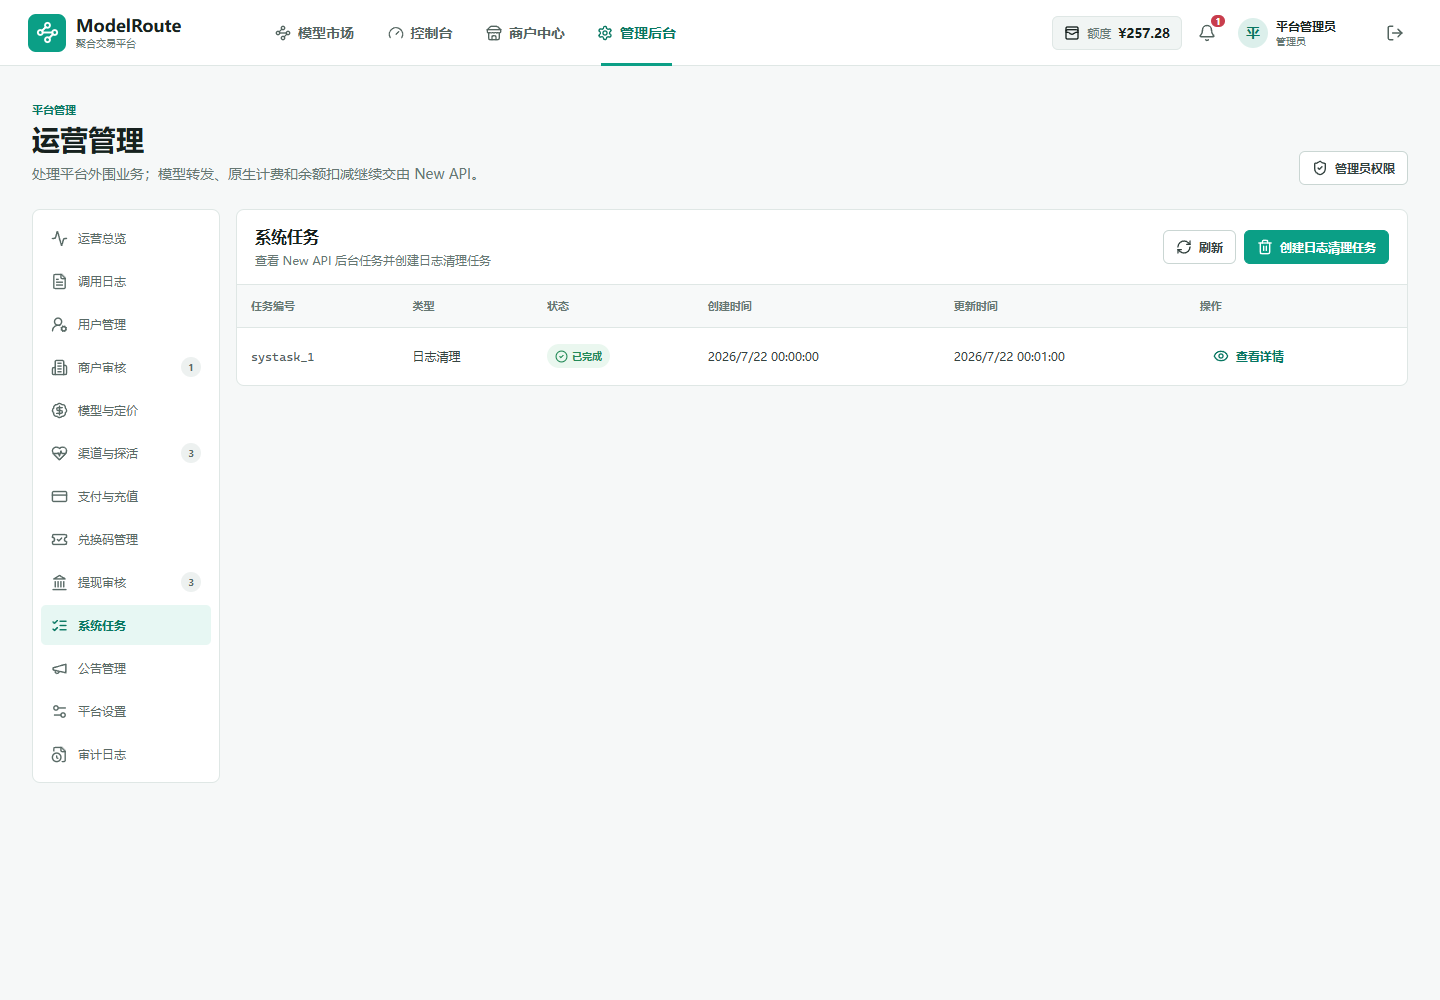 ModelRoute
聚合交易平台
模型市场
控制台
商户中心
管理后台
额度 ¥257.28
1
平
平台管理员
管理员
平台管理
运营管理
处理平台外围业务；模型转发、原生计费和余额扣减继续交由 New API。
管理员权限
运营总览
调用日志
用户管理
商户审核 1
模型与定价
渠道与探活 3
支付与充值
兑换码管理
提现审核 3
系统任务
公告管理
平台设置
审计日志
系统任务
查看 New API 后台任务并创建日志清理任务
刷新
创建日志清理任务
任务编号 类型 状态 创建时间 更新时间 操作
systask_1 日志清理 已完成 2026/7/22 00:00:00 2026/7/22 00:01:00 查看详情